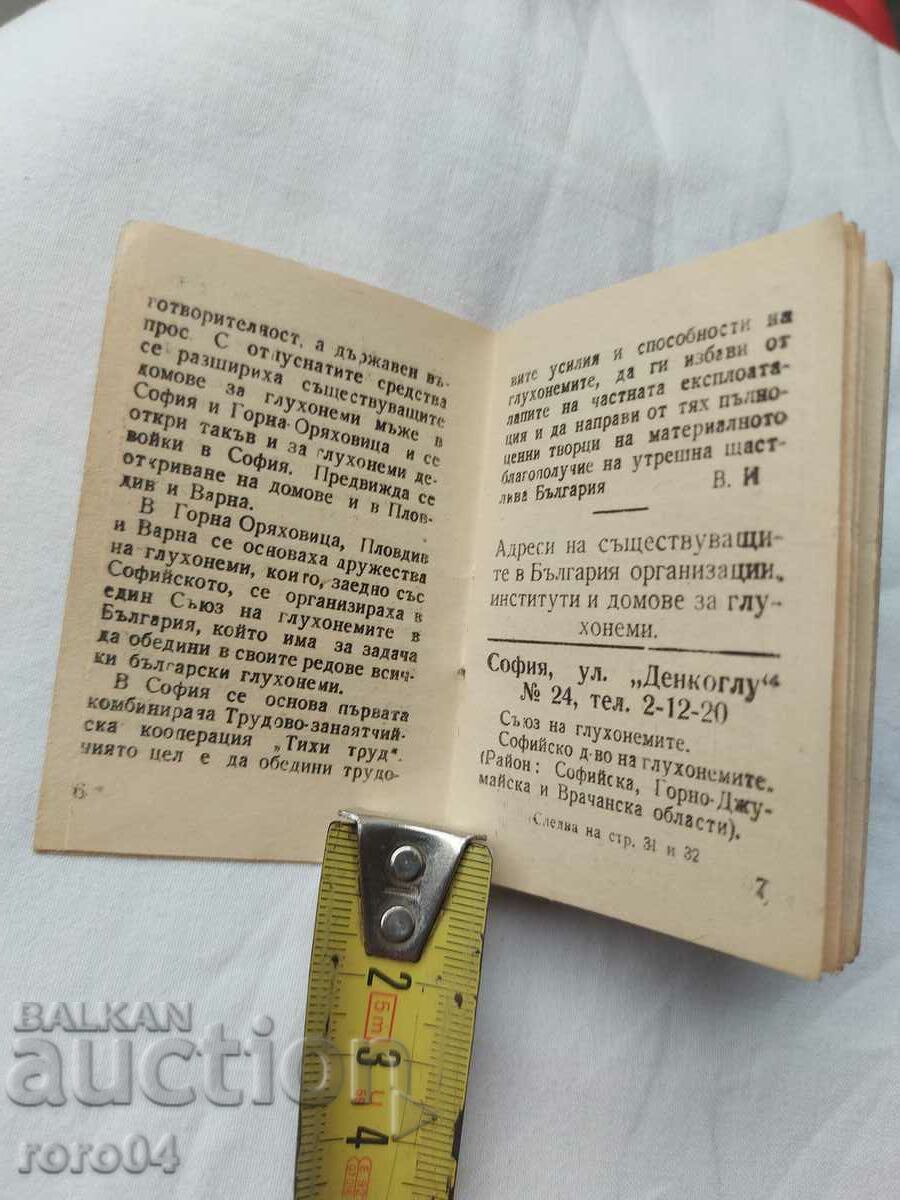 готворителност, а държавен въ-
прос. С отпуснатите средства
се разшириха съществуващите
домове за глухонеми мъже в
София и Горна-Оряховица и се
откри такъв и за глухонеми де-
войки в София. Предвижда се
откриване на домове и в Плов-
див и Варна.
В Горна Оряховица, Пловдив
и Варна се основаха дружества
на глухонеми, които, заедно със
Софийското, се организираха в
един Съюз на глухонемите в
България, който има за задача
да обедини в своите редове всич-
ки български глухонеми.
В София се основа първата
комбинирана Трудово-занаятчий-
ска кооперация „Тихи труд“.
чиято цел е да обедини трудо-
6
вите усилия и способности на
глухонемите, да ги избави от
лапите на частната експлоата-
ция и да направи от тях пълно-
ценни творци на материалното
благополучие на утрешна щаст-
лива България В. И
Адреси на съществуващи-
те в България организации,
институти и домове за глу-
хонеми.
София, ул. „Денкоглу“
№ 24, тел. 2-12-20
Съюз на глухонемите.
Софийско д-во на глухонемите.
(Район: Софийска, Горно-Джу-
майска и Врачанска области).
(Следва на стр. 31 и 32
7
2
5m
3
4
BALKAN
auction
roro04